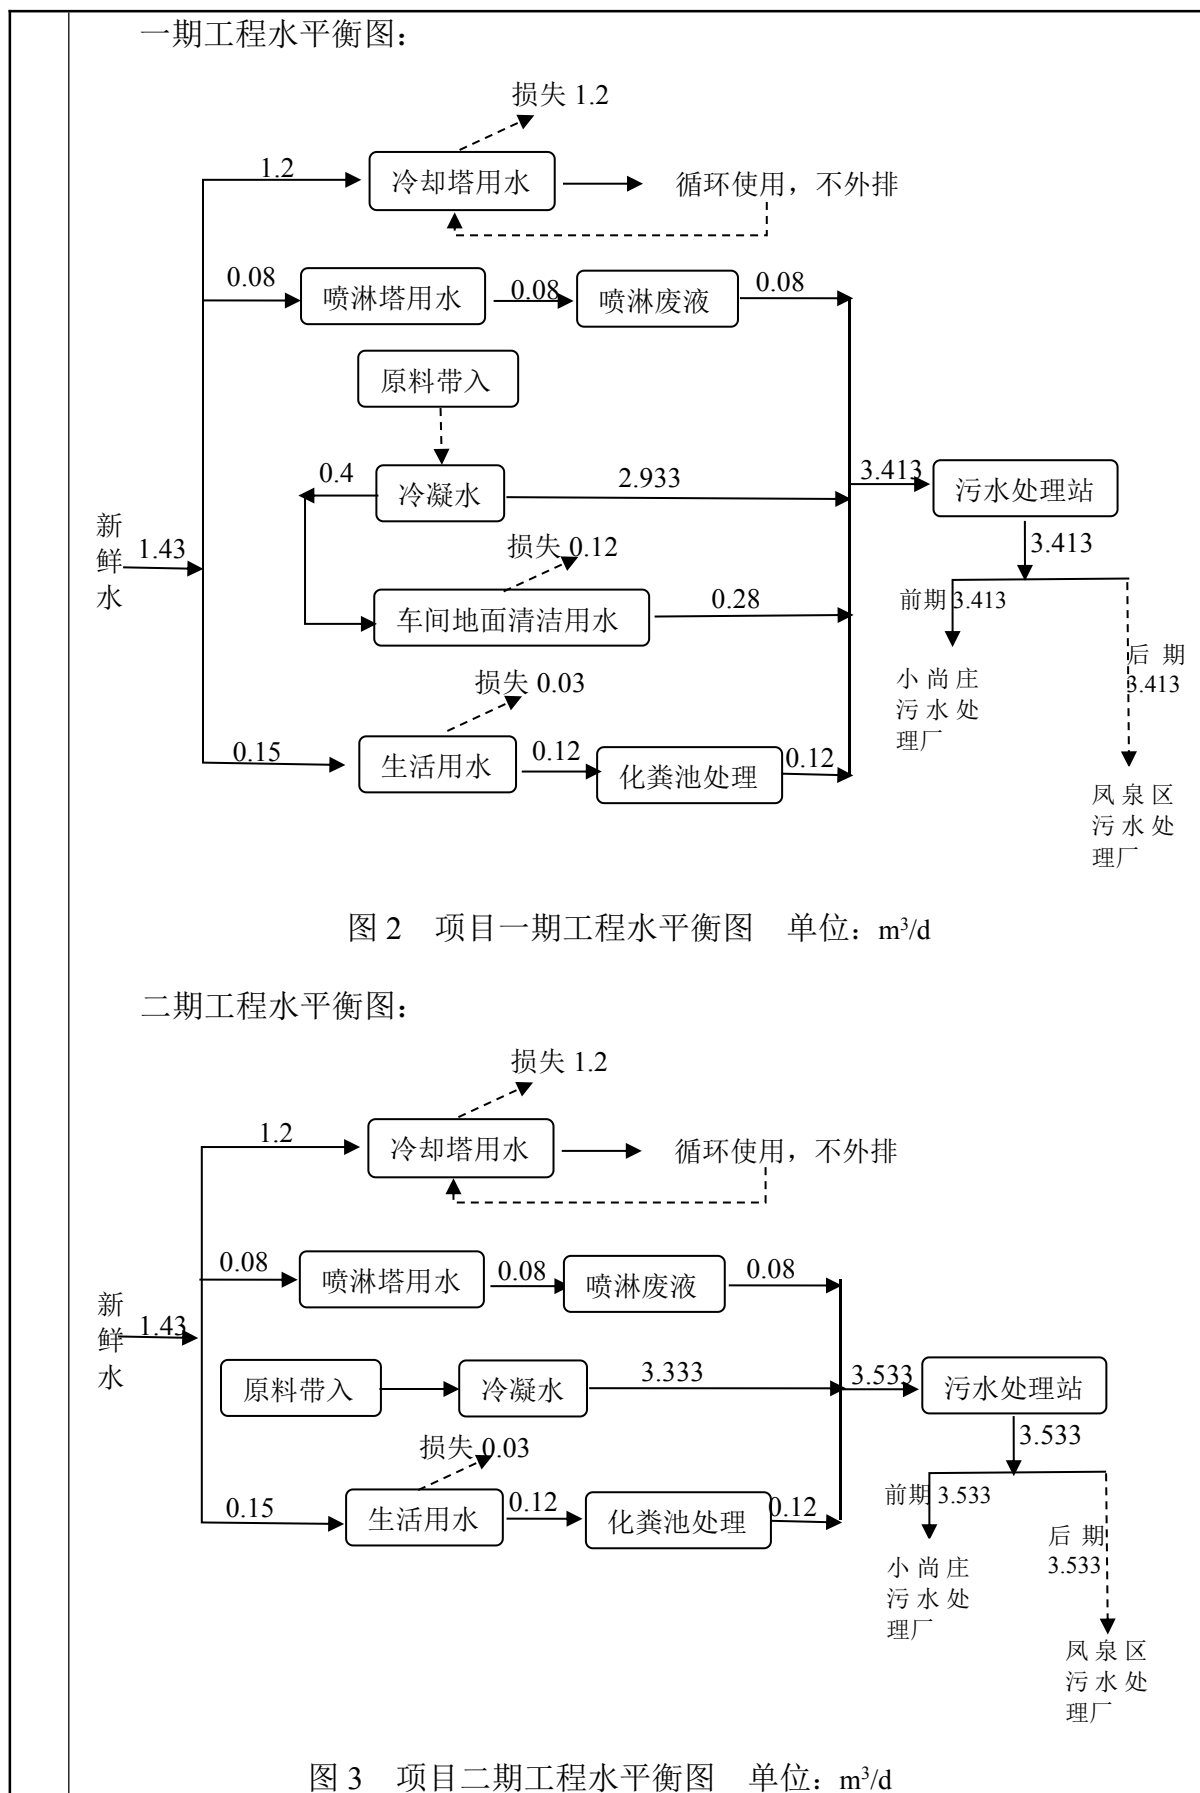 一期工程水平衡图：
损失 1.2
1.2
冷却塔用水
循环使用，不外排
0.08
喷淋塔用水
0.08
喷淋废液
0.08
原料带入
0.4
冷凝水
2.933
3.413
污水处理站
新
鲜
水
1.43
损失 0.12
3.413
车间地面清洁用水
0.28
前期 3.413
后 期
3.413
小 尚 庄
污 水 处
理厂
损失 0.03
0.15
生活用水
0.12
化粪池处理
0.12
凤 泉 区
污 水 处
理厂
图 2 项目一期工程水平衡图 单位：m³/d
二期工程水平衡图：
损失 1.2
1.2
冷却塔用水
循环使用，不外排
0.08
喷淋塔用水
0.08
喷淋废液
0.08
新
鲜
水
1.43
原料带入
冷凝水
3.333
3.533
污水处理站
损失 0.03
3.533
0.15
生活用水
0.12
化粪池处理
0.12
前期 3.533
后 期
3.533
小 尚 庄
污 水 处
理厂
凤 泉 区
污 水 处
理厂
图 3 项目二期工程水平衡图 单位：m³/d